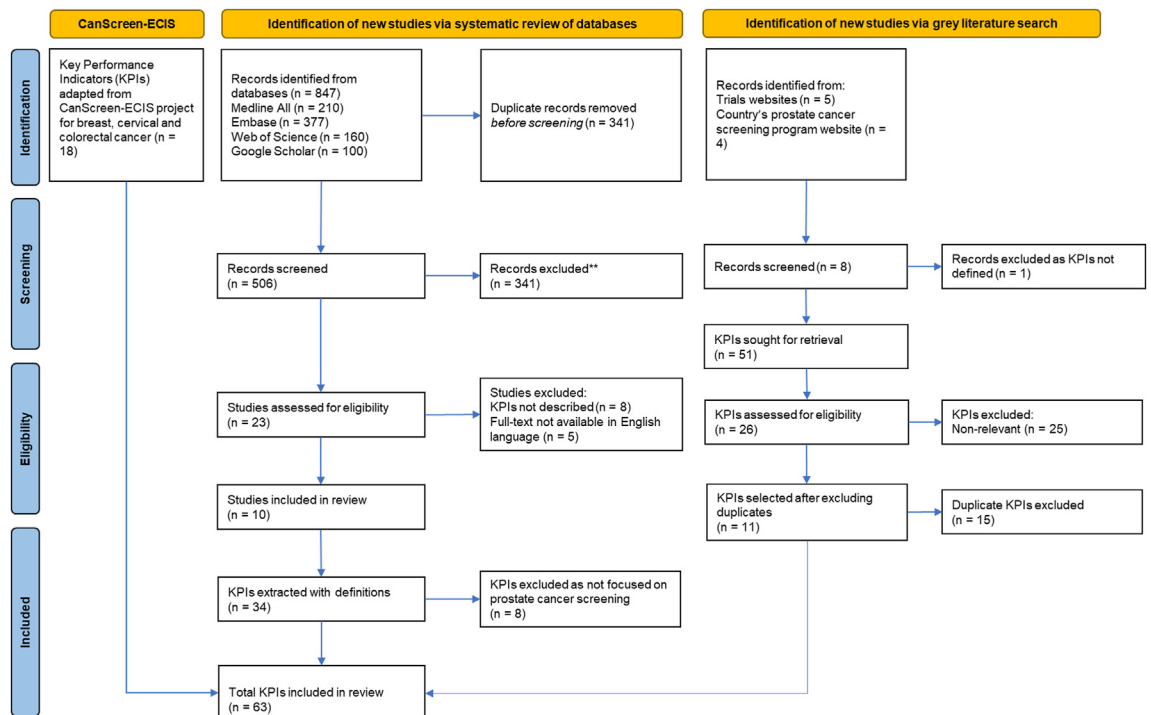 CanScreen-ECIS
Identification of new studies via systematic review of databases
Identification of new studies via grey literature search
Identification
Key Performance
Indicators (KPIs)
adapted from
CanScreen-ECIS project
for breast, cervical and
colorectal cancer (n =
18)
Records identified from
databases (n = 847)
Medline All (n = 210)
Embase (n = 377)
Web of Science (n = 160)
Google Scholar (n = 100)
Duplicate records removed
before screening (n = 341)
Records identified from:
Trials websites (n = 5)
Country's prostate cancer
screening program website (n =
4)
Screening
Records screened
(n = 506)
Records excluded**
(n = 341)
Records screened (n = 8)
Records excluded as KPIs not
defined (n = 1)
KPIs sought for retrieval
(n = 51)
Eligibility
Studies assessed for eligibility
(n = 23)
Studies excluded:
KPIs not described (n = 8)
Full-text not available in English
language (n = 5)
KPIs assessed for eligibility
(n = 26)
KPIs excluded:
Non-relevant (n = 25)
Studies included in review
(n = 10)
KPIs selected after excluding
duplicates
(n = 11)
Duplicate KPIs excluded
(n = 15)
Included
KPIs extracted with definitions
(n = 34)
KPIs excluded as not focused on
prostate cancer screening
(n = 8)
Total KPIs included in review
(n = 63)